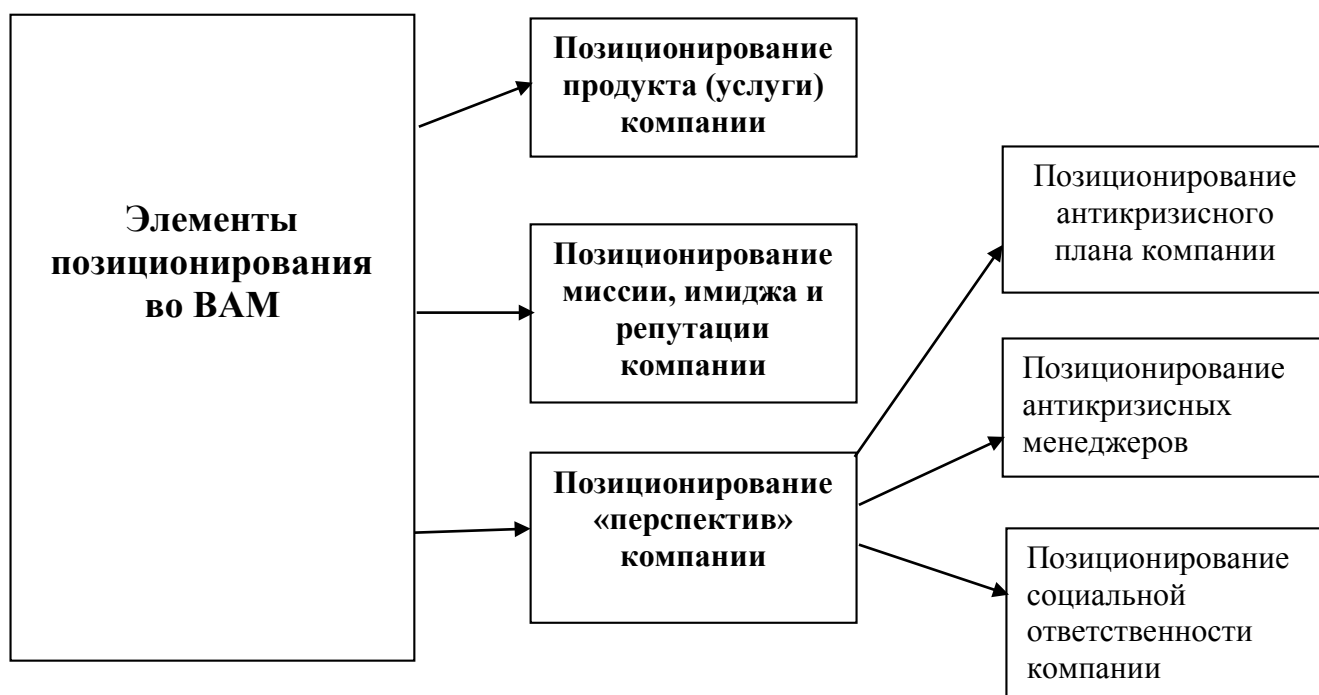 Элементы
позиционирования
во ВАМ
Позиционирование
продукта (услуги)
компании
Позиционирование
миссии, имиджа и
репутации
компании
Позиционирование
«перспектив»
компании
Позиционирование
антикризисного
плана компании
Позиционирование
антикризисных
менеджеров
Позиционирование
социальной
ответственности
компании